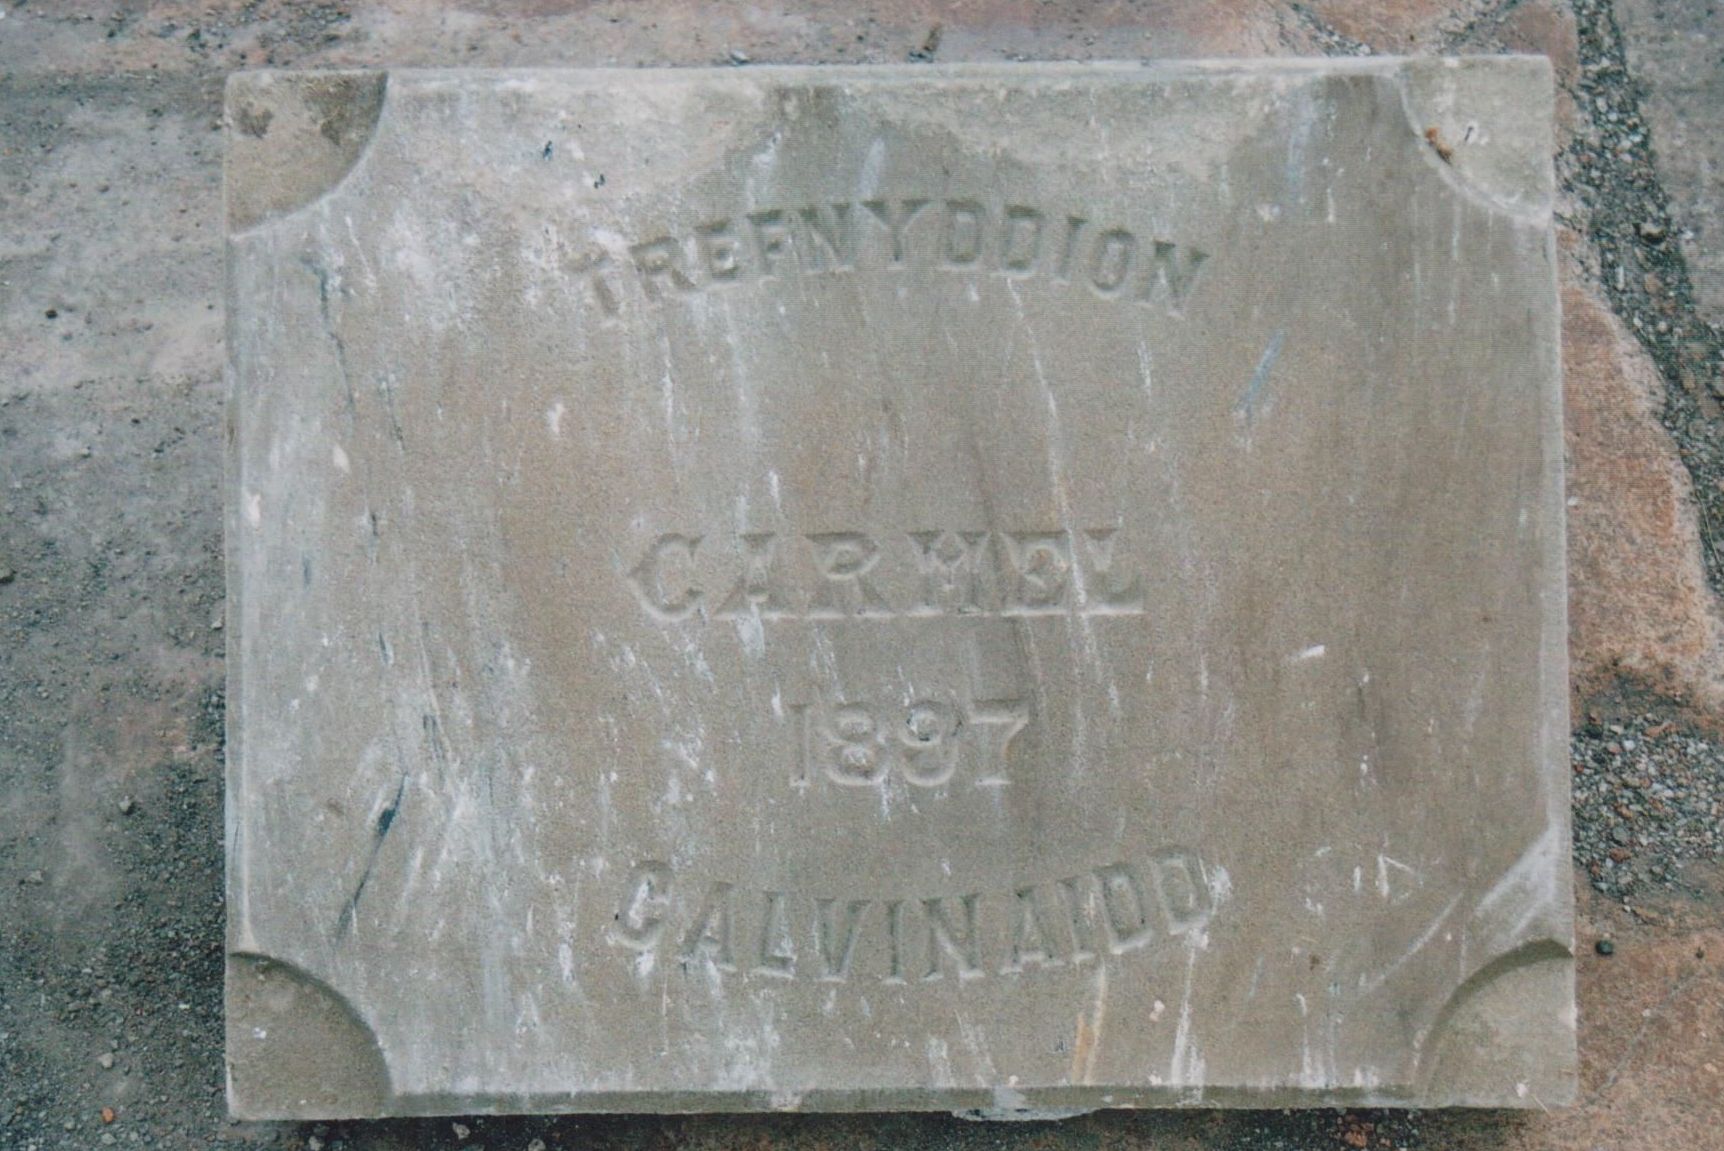 TREFNYDDION
CARMEL
1897
CALVINAIDD